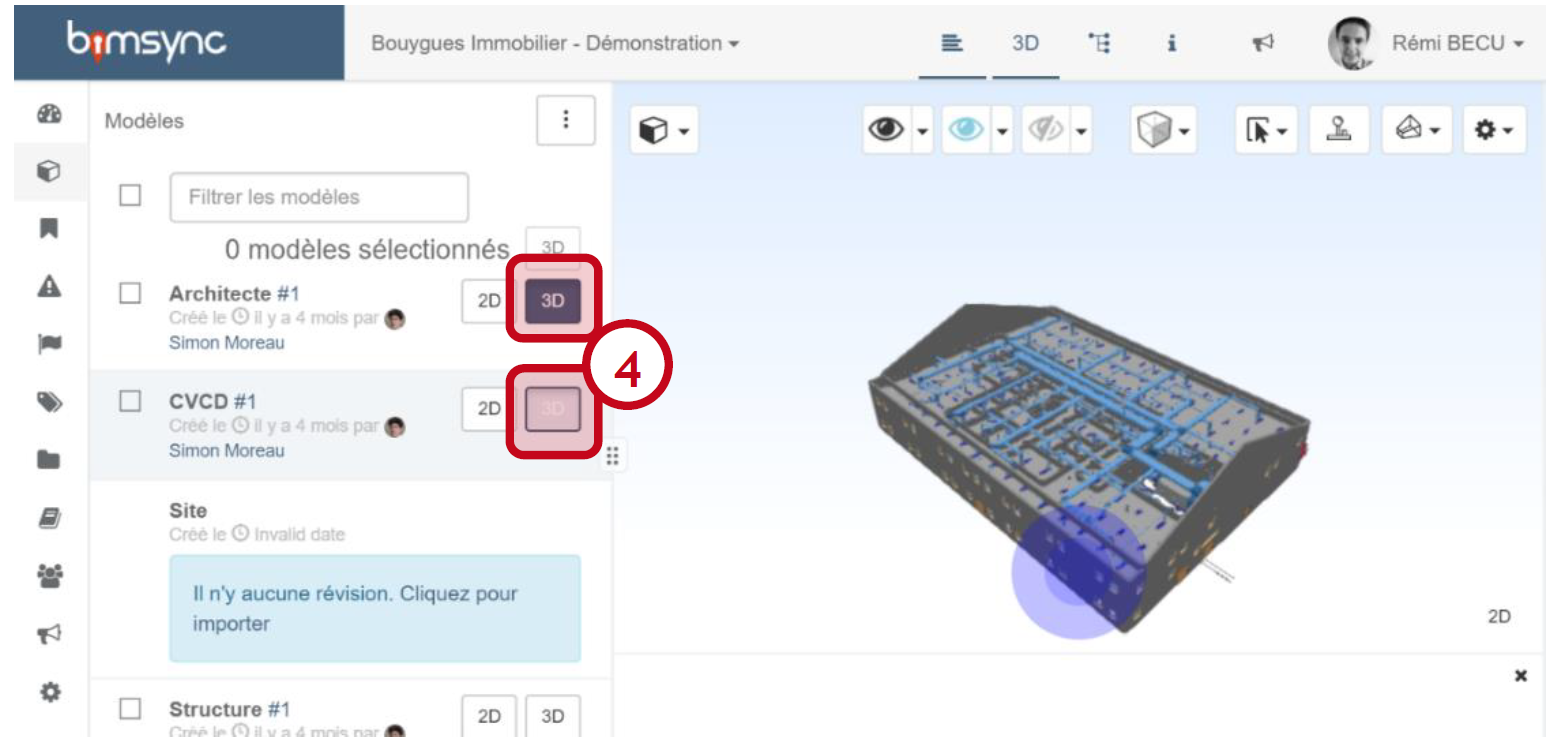 bimsync
Bouygues Immobilier - Démonstration
3D
i
Rémi BECU
Modèles
Filtrer les modèles
0 modèles sélectionnés
3D
Architecte #1
2D
3D
Créé le il y a 4 mois par
Simon Moreau
4
CVCD #1
2D
3D
Créé le il y a 4 mois par
Simon Moreau
Site
Créé le Invalid date
Il n'y aucune révision. Cliquez pour
importer
2D
Structure #1
2D
3D
Créé le il y a 4 mois par